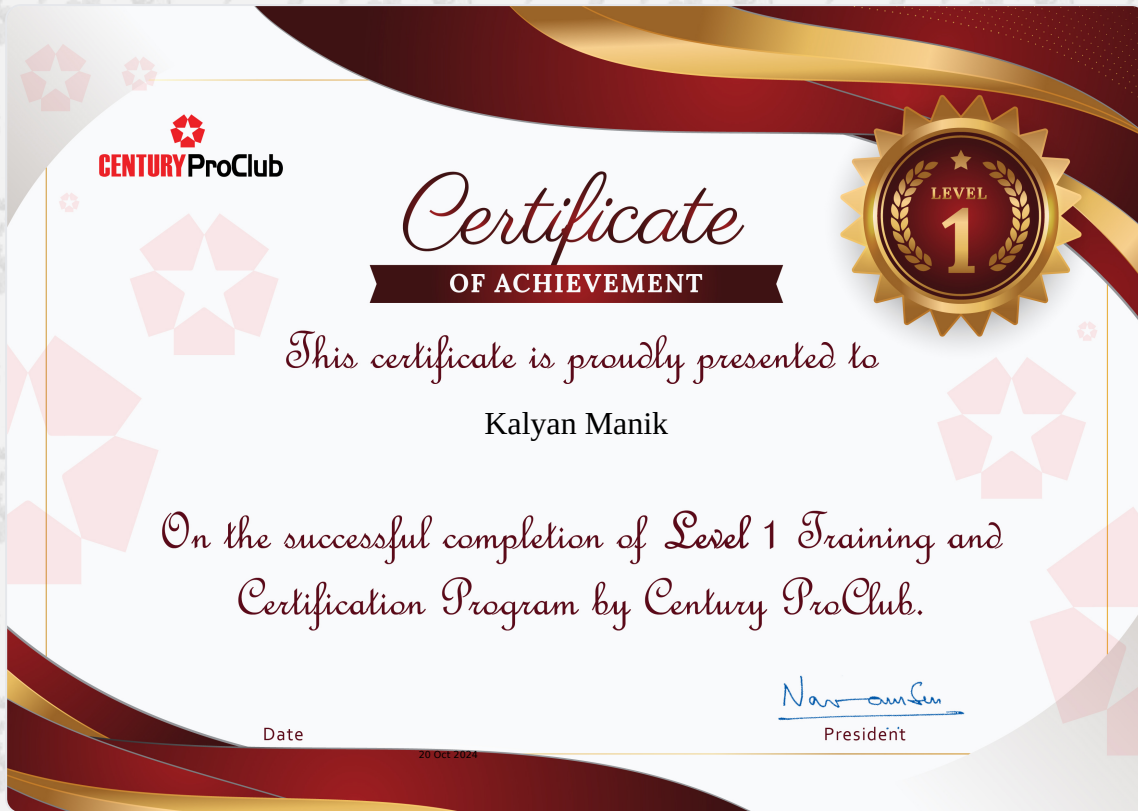 CENTURY ProClub
LEVEL
1
Certificate
OF ACHIEVEMENT
This certificate is proudly presented to
Kalyan Manik
On the successful completion of Level 1 Training and
Certification Program by Century ProClub.
Date
President
20 Oct 2024